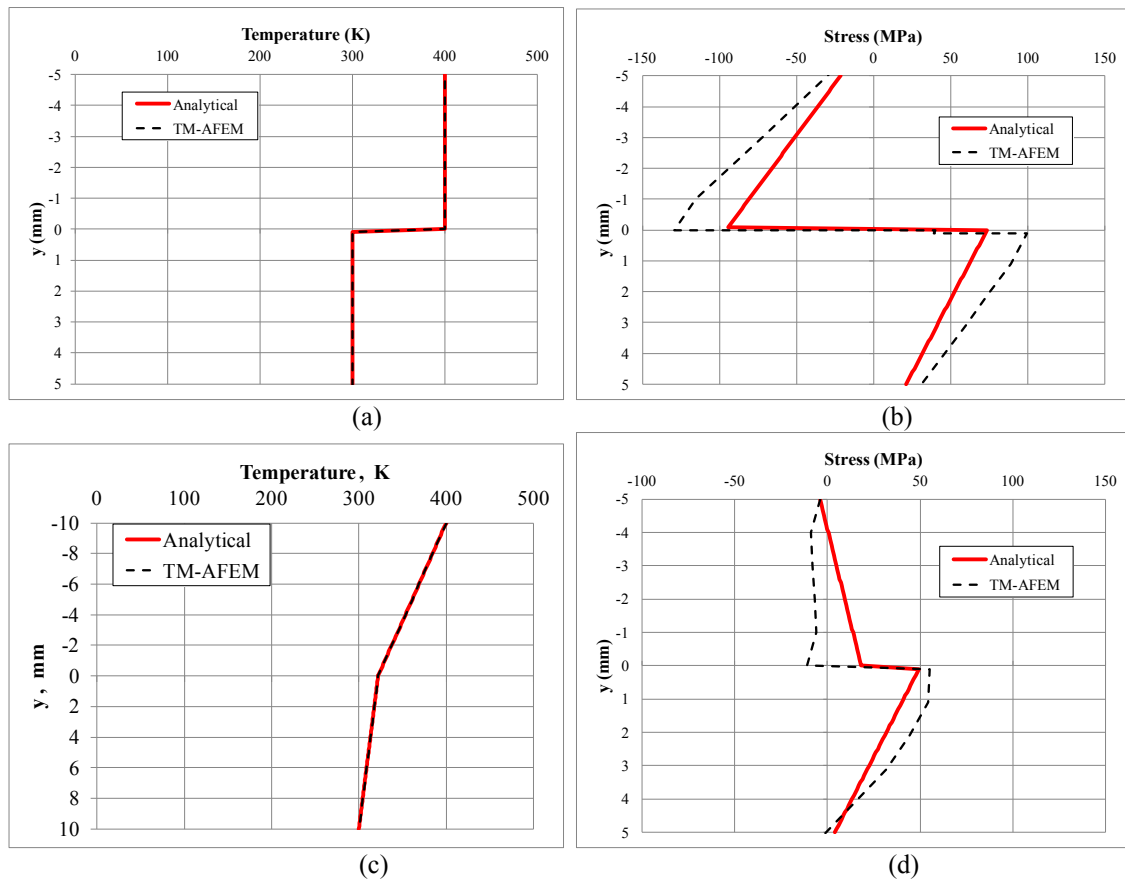 Temperature (K)
0 100 200 300 400 500
-5
-4
-3
-2
-1
0
1
2
3
4
5
y (mm)
Analytical
TM-AFEM
(a)
Stress (MPa)
-150 -100 -50 0 50 100 150
-5
-4
-3
-2
-1
0
1
2
3
4
5
y (mm)
Analytical
TM-AFEM
(b)
Temperature , K
0 100 200 300 400 500
-10
-8
-6
-4
-2
0
2
4
6
8
10
y , mm
Analytical
TM-AFEM
(c)
Stress (MPa)
-100 -50 0 50 100 150
-5
-4
-3
-2
-1
0
1
2
3
4
5
y (mm)
Analytical
TM-AFEM
(d)